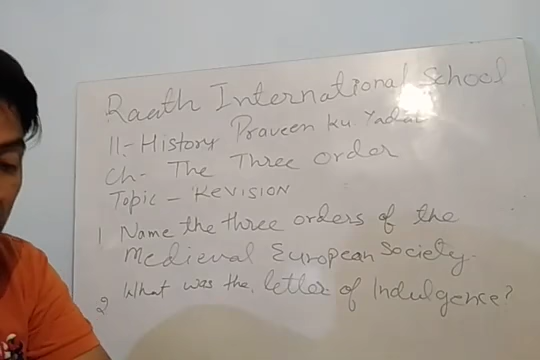 Raath International School
11- History Praveen Ku. Yadav
Ch- The Three Order
Topic - Revision
1 Name the three orders of the
Medieval European Society.
2 What was the letter of Indulgence?